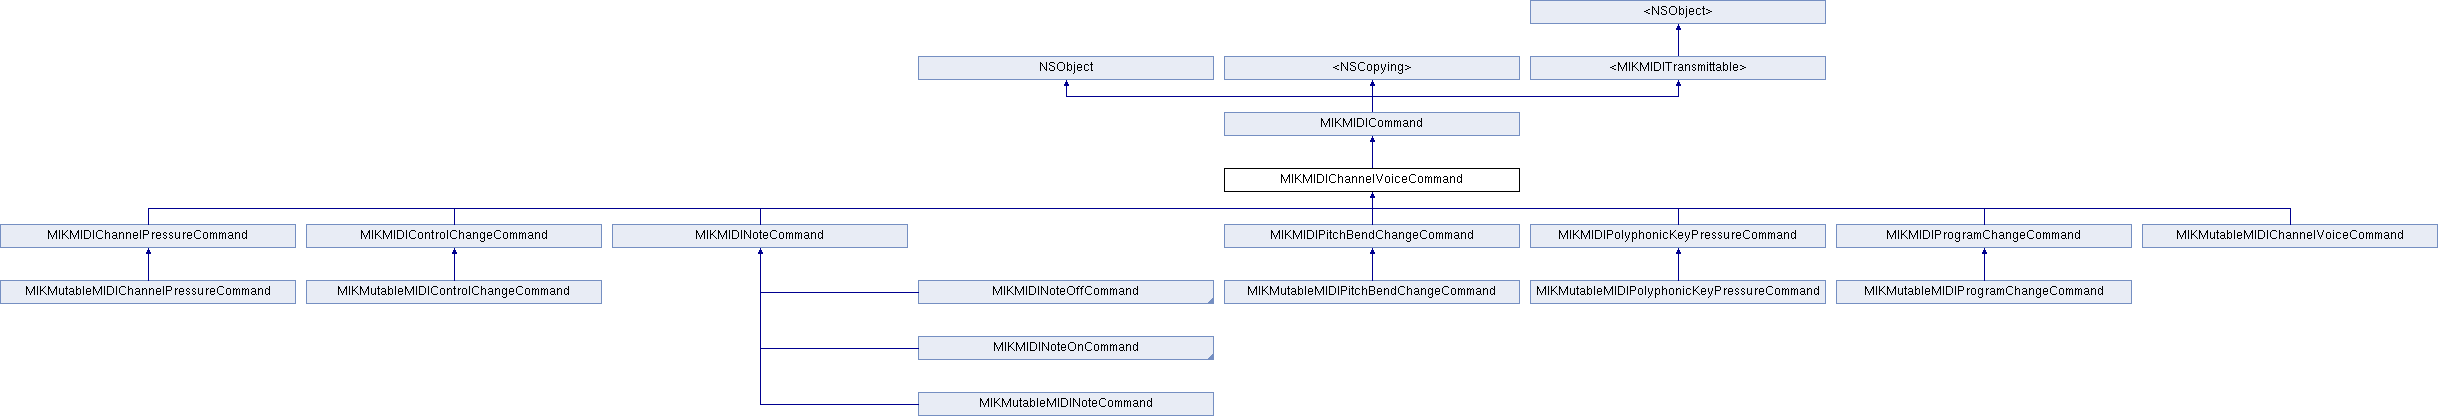 <NSObject>
NSObject
<NSCopying>
<MIKMIDITransmittable>
MIKMIDICommand
MIKMIDIChannelVoiceCommand
MIKMIDIChannelPressureCommand
MIKMIDIControlChangeCommand
MIKMIDINoteCommand
MIKMIDIPitchBendChangeCommand
MIKMIDIPolyphonicKeyPressureCommand
MIKMIDIProgramChangeCommand
MIKMutableMIDIChannelVoiceCommand
MIKMutableMIDIChannelPressureCommand
MIKMutableMIDIControlChangeCommand
MIKMIDINoteOffCommand
MIKMutableMIDIPitchBendChangeCommand
MIKMutableMIDIPolyphonicKeyPressureCommand
MIKMutableMIDIProgramChangeCommand
MIKMIDINoteOnCommand
MIKMutableMIDINoteCommand